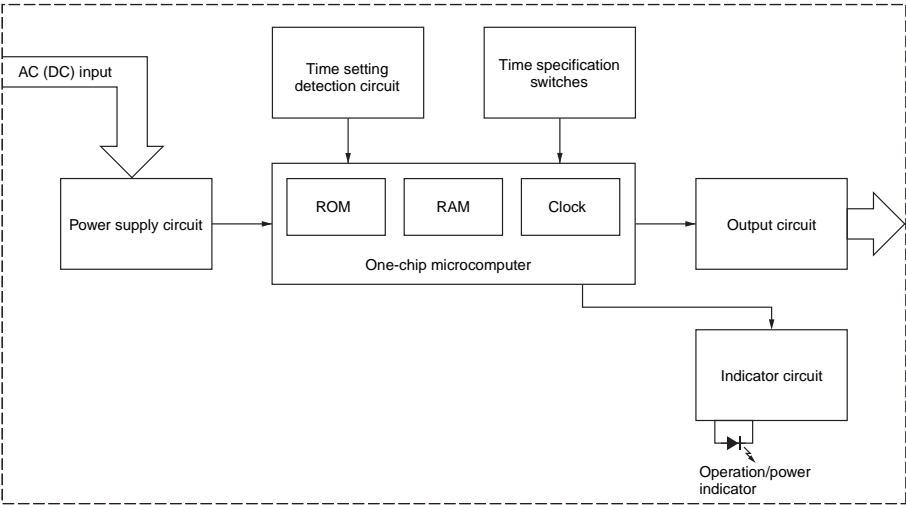 AC (DC) input
Time setting
detection circuit
Time specification
switches
Power supply circuit
ROM
RAM
Clock
One-chip microcomputer
Output circuit
Indicator circuit
Operation/power
indicator